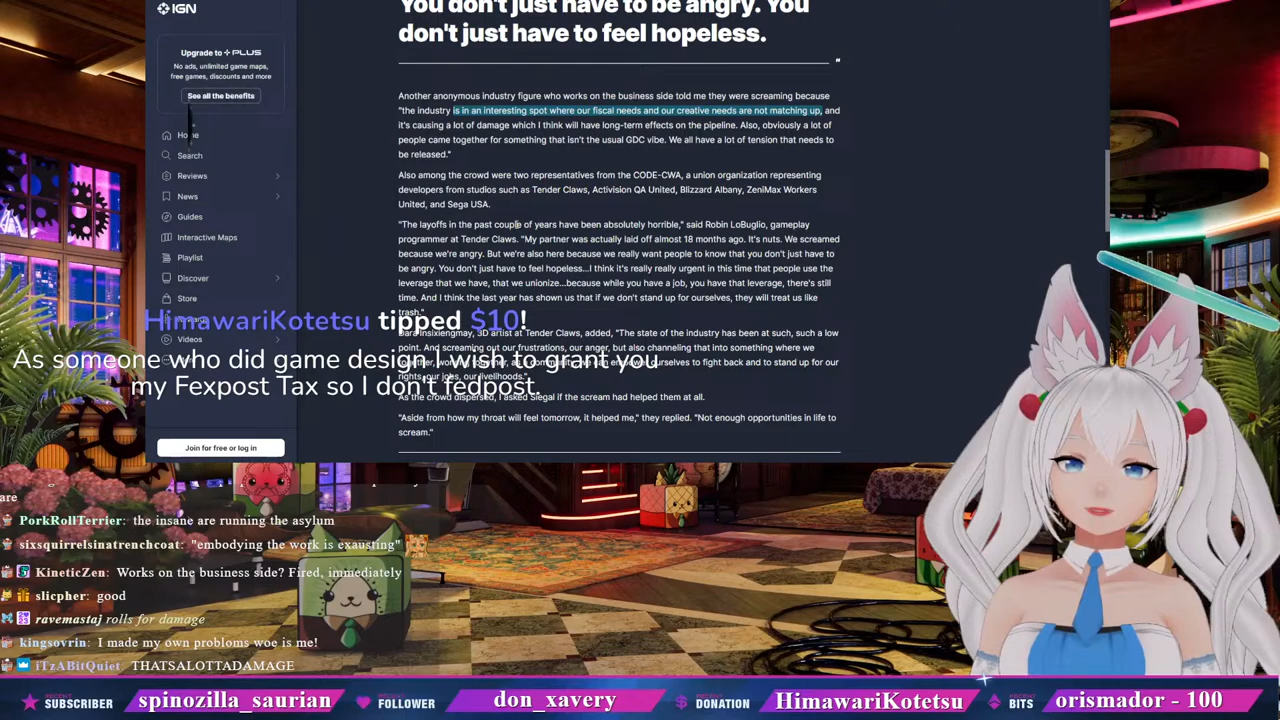 IGN
Upgrade to PLUS
No ads, unlimited game maps,
free games, discounts and more
See all the benefits
Home
Search
Reviews
News
Guides
Interactive Maps
Playlist
Discover
Store
Videos
Join for free or log in
You don't just have to be angry. You
don't just have to feel hopeless.
Another anonymous industry figure who works on the business side told me they were screaming because
"the industry is in an interesting spot where our fiscal needs and our creative needs are not matching up, and
it's causing a lot of damage which I think will have long-term effects on the pipeline. Also, obviously a lot of
people came together for something that isn't the usual GDC vibe. We all have a lot of tension that needs to
be released."
Also among the crowd were two representatives from the CODE-CWA, a union organization representing
developers from studios such as Tender Claws, Activision QA United, Blizzard Albany, ZeniMax Workers
United, and Sega USA.
"The layoffs in the past couple of years have been absolutely horrible," said Robin LoBuglio, gameplay
programmer at Tender Claws. "My partner was actually laid off almost 18 months ago. It's nuts. We screamed
because we're angry. But we're also here because we really want people to know that you don't just have to
be angry. You don't just have to feel hopeless...I think it's really really urgent in this time that people use the
leverage that we have, that we unionize...because while you have a job, you have that leverage, there's still
time. And I think the last year has shown us that if we don't stand up for ourselves, they will treat us like
trash."
Dara Insixiengmay, 3D artist at Tender Claws, added, "The state of the industry has been at such, such a low
point. And screaming out our frustrations, our anger, but also channeling that into something where we
ourselves to fight back and to stand up for our
rights, our jobs, our livelihoods."
As the crowd dispersed, I asked Siegal if the scream had helped them at all.
"Aside from how my throat will feel tomorrow, it helped me," they replied. "Not enough opportunities in life to
scream."
HimawariKotetsu tipped $10!
As someone who did game design I wish to grant you
my Fexpost Tax so I don't fedpost.
are
PorkRollTerrier: the insane are running the asylum
sixsquirrelsinatrenchcoat: "embodying the work is exausting"
KineticZen: Works on the business side? Fired, immediately
slicpher: good
ravemastaj rolls for damage
kingsovrin: I made my own probloms woe is me!
iTzABitQuiet: THATSALOTTADAMAGE
RECENT SUBSCRIBER spinozilla_saurian
RECENT FOLLOWER don_xavery
RECENT DONATION HimawariKotetsu
RECENT BITS orismador - 100